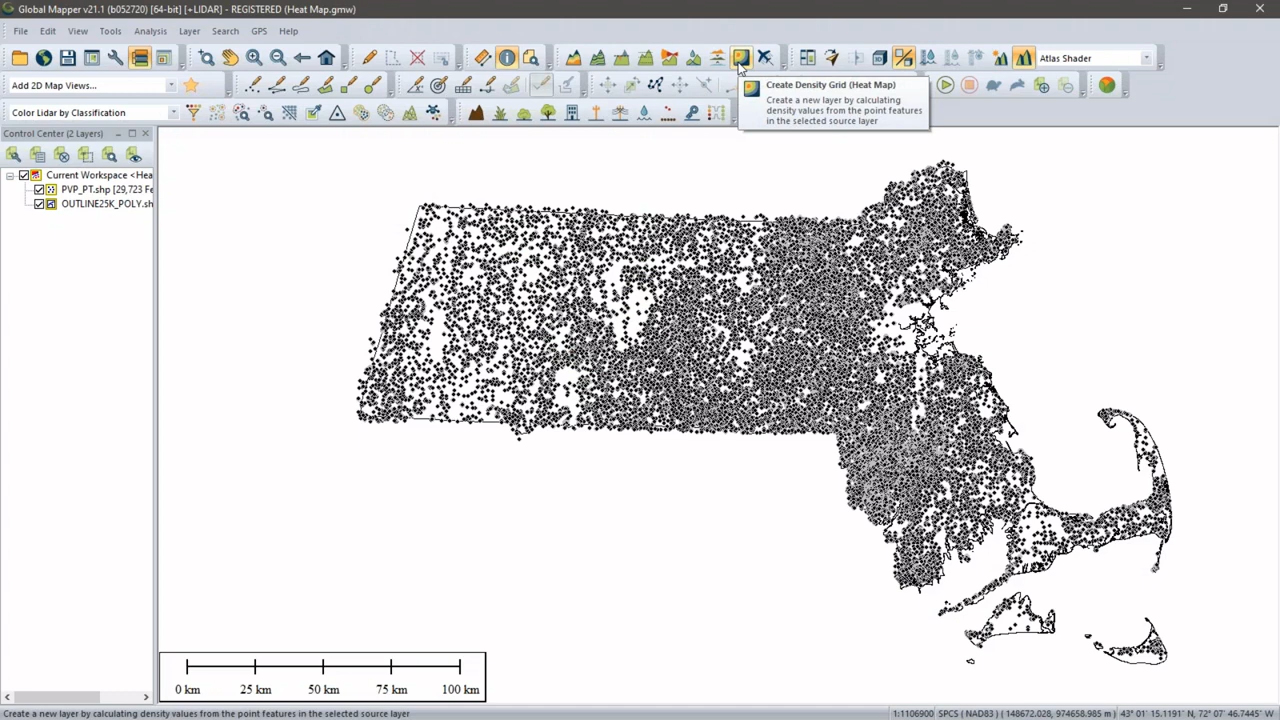 Global Mapper v21.1 (b052720) [64-bit] [+LIDAR] - REGISTERED (Heat Map.gmw)
File Edit View Tools Analysis Layer Search GPS Help
Atlas Shader
Add 2D Map Views...
Create Density Grid (Heat Map)
Create a new layer by calculating
density values from the point features
in the selected source layer
Color Lidar by Classification
Control Center (2 Layers)
Current Workspace <Hea
PVP_PT.shp [29,723 Fe
OUTLINE25K_POLY.sh
0 km 25 km 50 km 75 km 100 km
Create a new layer by calculating density values from the point features in the selected source layer
1:1106900 SPCS (NAD83) ( 148672.028, 974658.985 m ) 43° 01' 15.1191" N, 72° 07' 46.7445" W